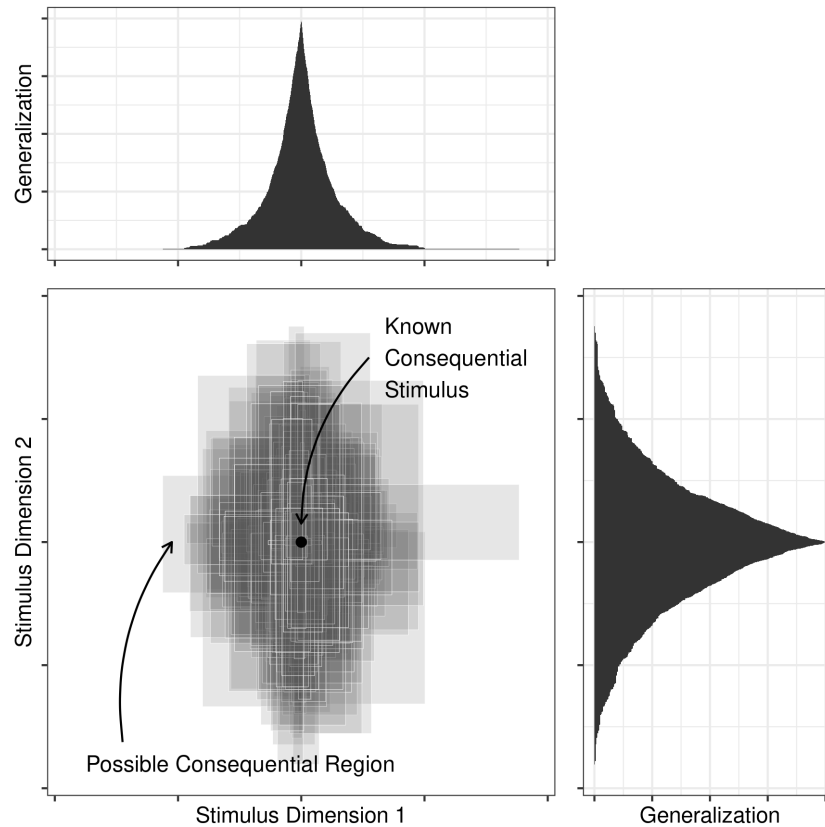 Generalization
Known
Consequential
Stimulus
Stimulus Dimension 2
Possible Consequential Region
Stimulus Dimension 1
Generalization